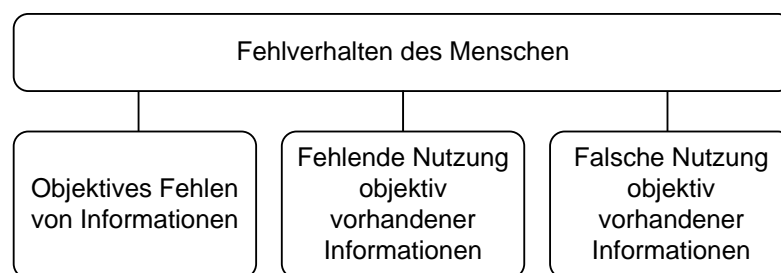 Fehlverhalten des Menschen
Objektives Fehlen
von Informationen
Fehlende Nutzung
objektiv
vorhandener
Informationen
Falsche Nutzung
objektiv
vorhandener
Informationen